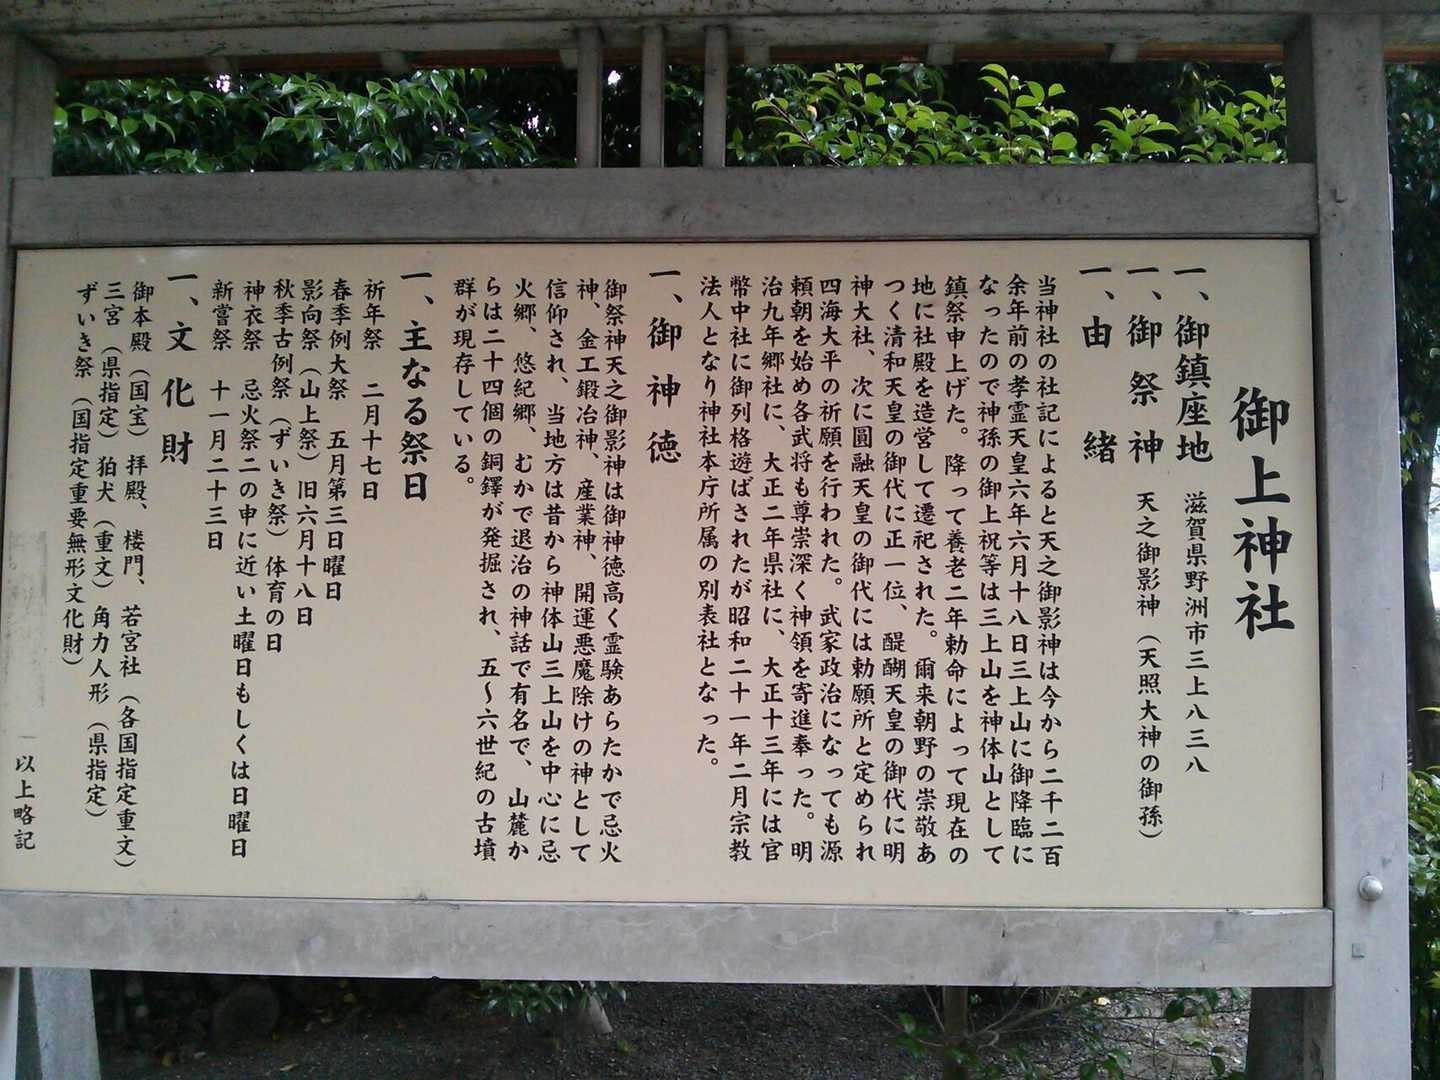 御上神社
一、御鎮座地　滋賀県野洲市三上八三八
一、御祭神　天之御影神（天照大神の御孫）
一、由緒
当神社の社記によると天之御影神は今から二千二百
余年前の孝霊天皇六年六月十八日三上山に御降臨に
なったので神孫の御上祝等は三上山を神体山として
鎮祭申上げた。降って養老二年勅命によって現在の
地に社殿を造営して遷祀された。爾来朝野の崇敬あ
つく清和天皇の御代に正一位、醍醐天皇の御代に明
神大社、次に圓融天皇の御代には勅願所と定められ
四海大平の祈願を行われた。武家政治になっても源
頼朝を始め各武将も尊崇深く神領を寄進奉った。明
治九年郷社に、大正二年県社に、大正十三年には官
幣中社に御列格遊ばされたが昭和二十一年二月宗教
法人となり神社本庁所属の別表社となった。
一、御神徳
御祭神天之御影神は御神徳高く霊験あらたかで忌火
神、金工鍛冶神、産業神、開運悪魔除けの神として
信仰され、当地方は昔から神体山三上山を中心に忌
火郷、悠紀郷、むかで退治の神話で有名で、山麓か
らは二十四個の銅鐸が発掘され、五～六世紀の古墳
群が現存している。
一、主なる祭日
祈年祭　二月十七日
春季例大祭　五月第三日曜日
影向祭（山上祭）旧六月十八日
秋季古例祭（ずいき祭）体育の日
神衣祭　忌火祭二の申に近い土曜日もしくは日曜日
新嘗祭　十一月二十三日
一、文化財
御本殿（国宝）拝殿、楼門、若宮社（各国指定重文）
三宮（県指定）狛犬（重文）角力人形（県指定）
ずいき祭（国指定重要無形文化財）
以上略記